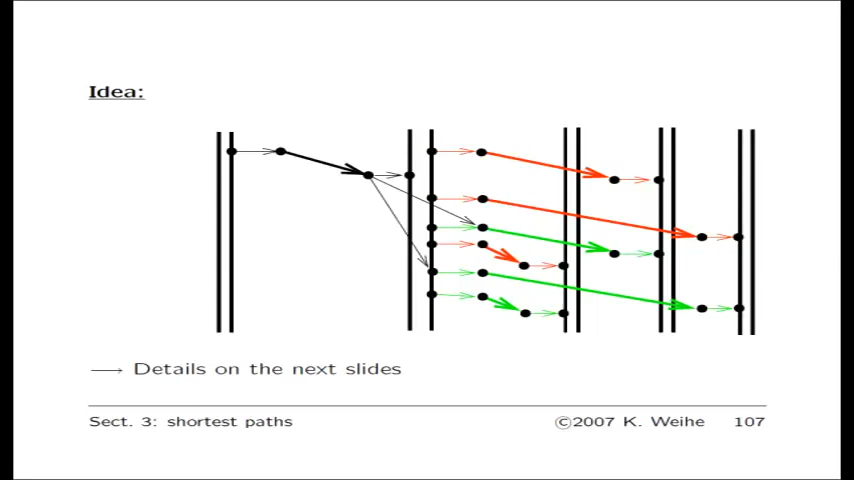 Idea:
⟶ Details on the next slides
Sect. 3: shortest paths
©2007 K. Weihe 107